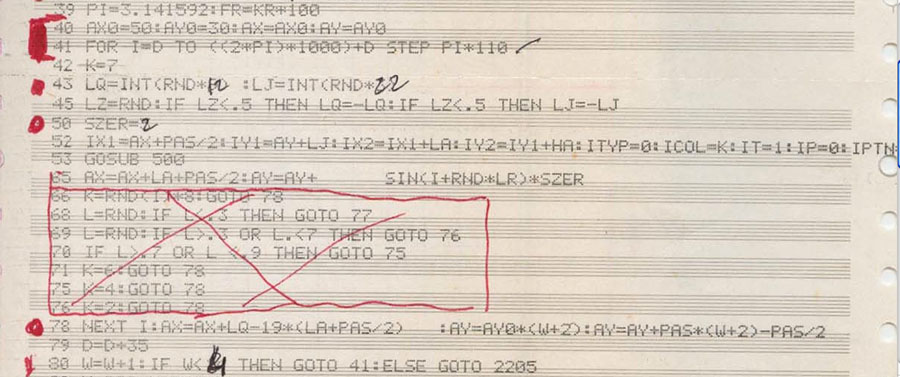 39 PI=3.141592:FR=KR*100
40 AX0=50:AY0=30:AX=AX0:AY=AY0
41 FOR I=D TO ((2*PI)*1000)+D STEP PI*110
42 K=7
43 LQ=INT(RND* :LJ=INT(RND*22
45 LZ=RND:IF LZ<.5 THEN LQ=-LQ:IF LZ<.5 THEN LJ=-LJ
50 SZER=2
52 IX1=AX+PAS/2:IY1=AY+LJ:IX2=IX1+LA:IY2=IY1+HA:ITYP=0:ICOL=K:IT=1:IP=0:IPTN
53 GOSUB 500
65 AX=AX+LA+PAS/2:AY=AY+ SIN(I+RND*LR)*SZER
66 K=RND(1)*8:GOTO 78
68 L=RND:IF L>.3 THEN GOTO 77
69 L=RND:IF L>.3 OR L.<7 THEN GOTO 76
70 IF L>.7 OR L <.9 THEN GOTO 75
71 K=6:GOTO 78
75 K=4:GOTO 78
76 K=2:GOTO 78
78 NEXT I:AX=AX+LQ-19*(LA+PAS/2) :AY=AY0*(W+2):AY=AY+PAS*(W+2)-PAS/2
79 D=D+35
80 W=W+1:IF W< THEN GOTO 41:ELSE GOTO 2205